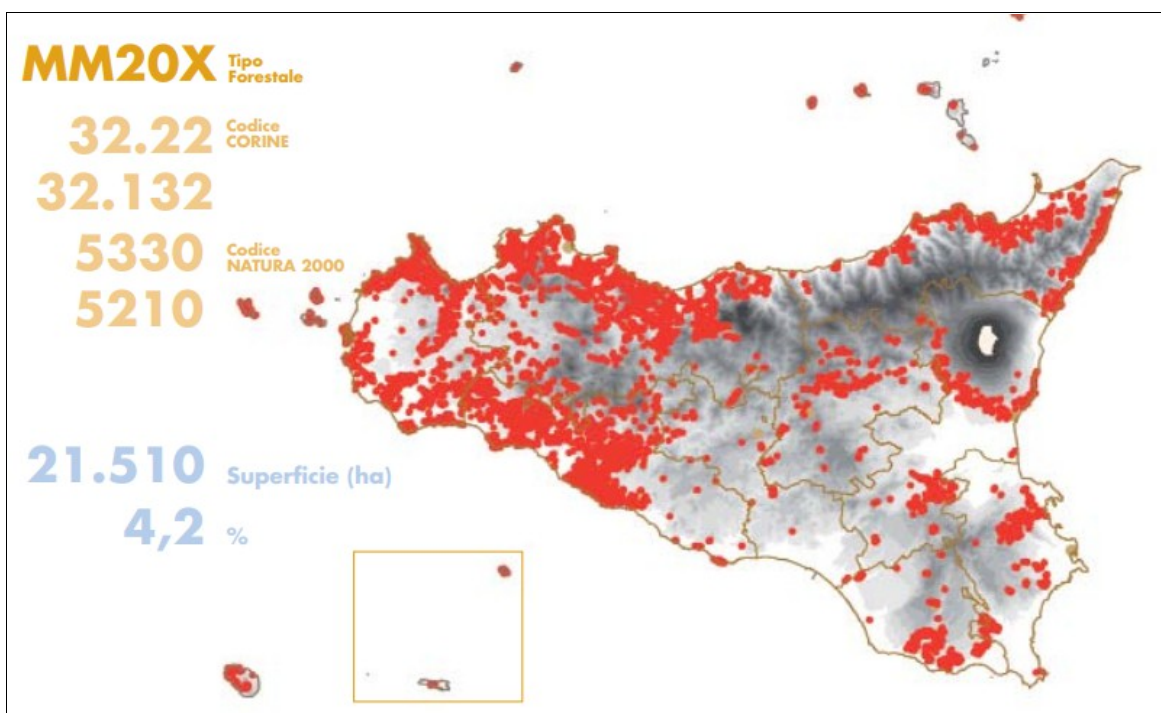 MM20X Tipo
Forestale
32.22 Codice
CORINE
32.132
5330 Codice
NATURA 2000
5210
21.510 Superficie (ha)
4,2 %